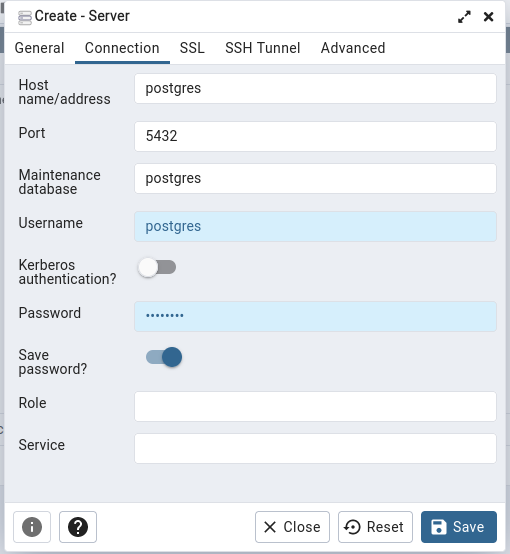 Create - Server
General Connection SSL SSH Tunnel Advanced
Host
name/address
postgres
Port
5432
Maintenance
database
postgres
Username
postgres
Kerberos
authentication?
Password
••••••••
Save
password?
Role
Service
Close Reset Save